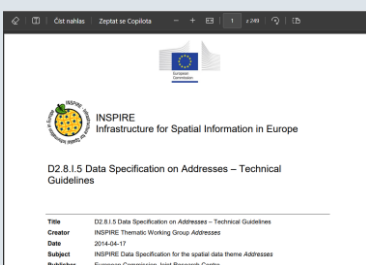 Číst nahlas Zeptat se Copilota 1 z 249
European
Commission
INSPIRE
Infrastructure for Spatial Information in Europe
D2.8.I.5 Data Specification on Addresses – Technical
Guidelines
Title D2.8.I.5 Data Specification on Addresses – Technical Guidelines
Creator INSPIRE Thematic Working Group Addresses
Date 2014-04-17
Subject INSPIRE Data Specification for the spatial data theme Addresses
Publisher European Commission Joint Research Centre